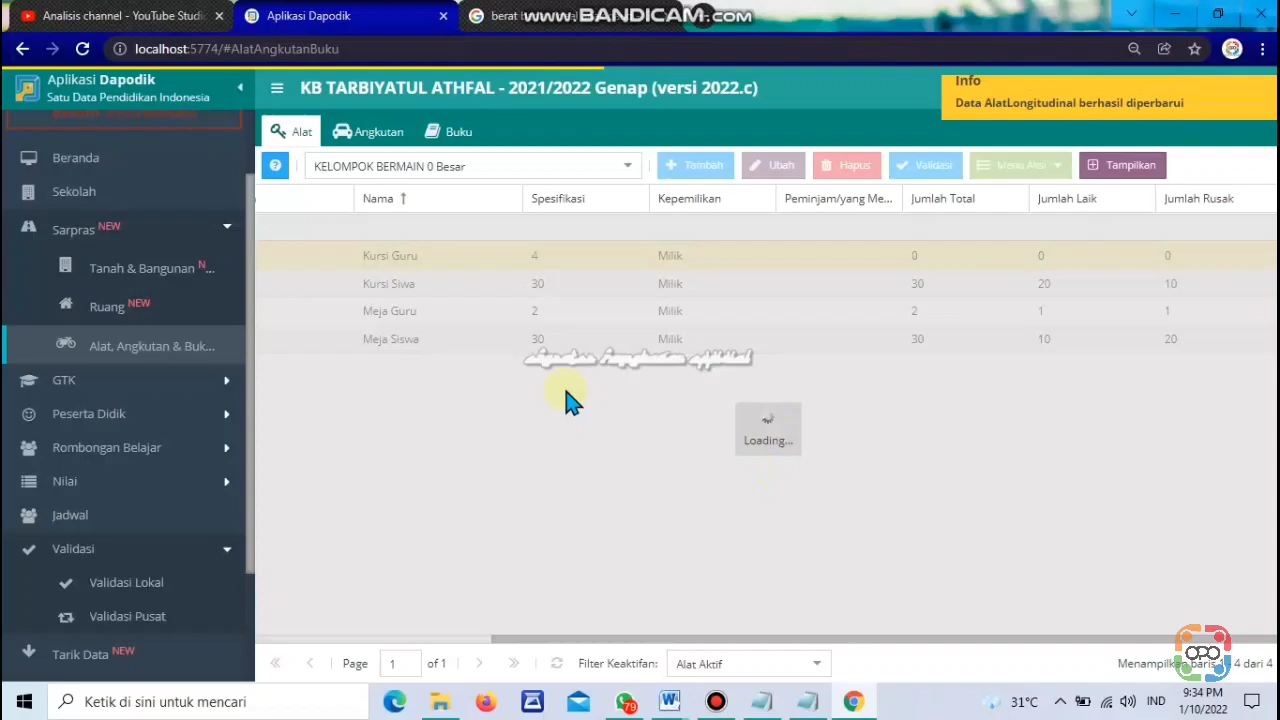 Analisis channel - YouTube Studi
Aplikasi Dapodik
berat b
www.BANDICAM.com
localhost:5774/#AlatAngkutanBuku
Aplikasi Dapodik
Satu Data Pendidikan Indonesia
KB TARBIYATUL ATHFAL - 2021/2022 Genap (versi 2022.c)
Info
Data AlatLongitudinal berhasil diperbarui
Alat
Angkutan
Buku
KELOMPOK BERMAIN 0 Besar
Tambah
Ubah
Hapus
Validasi
Menu Aksi
Tampilkan
Nama
Spesifikasi
Kepemilikan
Peminjam/yang Me...
Jumlah Total
Jumlah Laik
Jumlah Rusak
Kursi Guru 4 Milik 0 0 0
Kursi Siwa 30 Milik 30 20 10
Meja Guru 2 Milik 2 1 1
Meja Siswa 30 Milik 30 10 20
Loading...
Beranda
Sekolah
Sarpras NEW
Tanah & Bangunan N...
Ruang NEW
Alat, Angkutan & Buk...
GTK
Peserta Didik
Rombongan Belajar
Nilai
Jadwal
Validasi
Validasi Lokal
Validasi Pusat
Tarik Data NEW
Page 1 of 1
Filter Keaktifan: Alat Aktif
Menampilkan baris 1 - 4 dari 4
OPO
Ketik di sini untuk mencari
79
31°C
IND
9:34 PM
1/10/2022